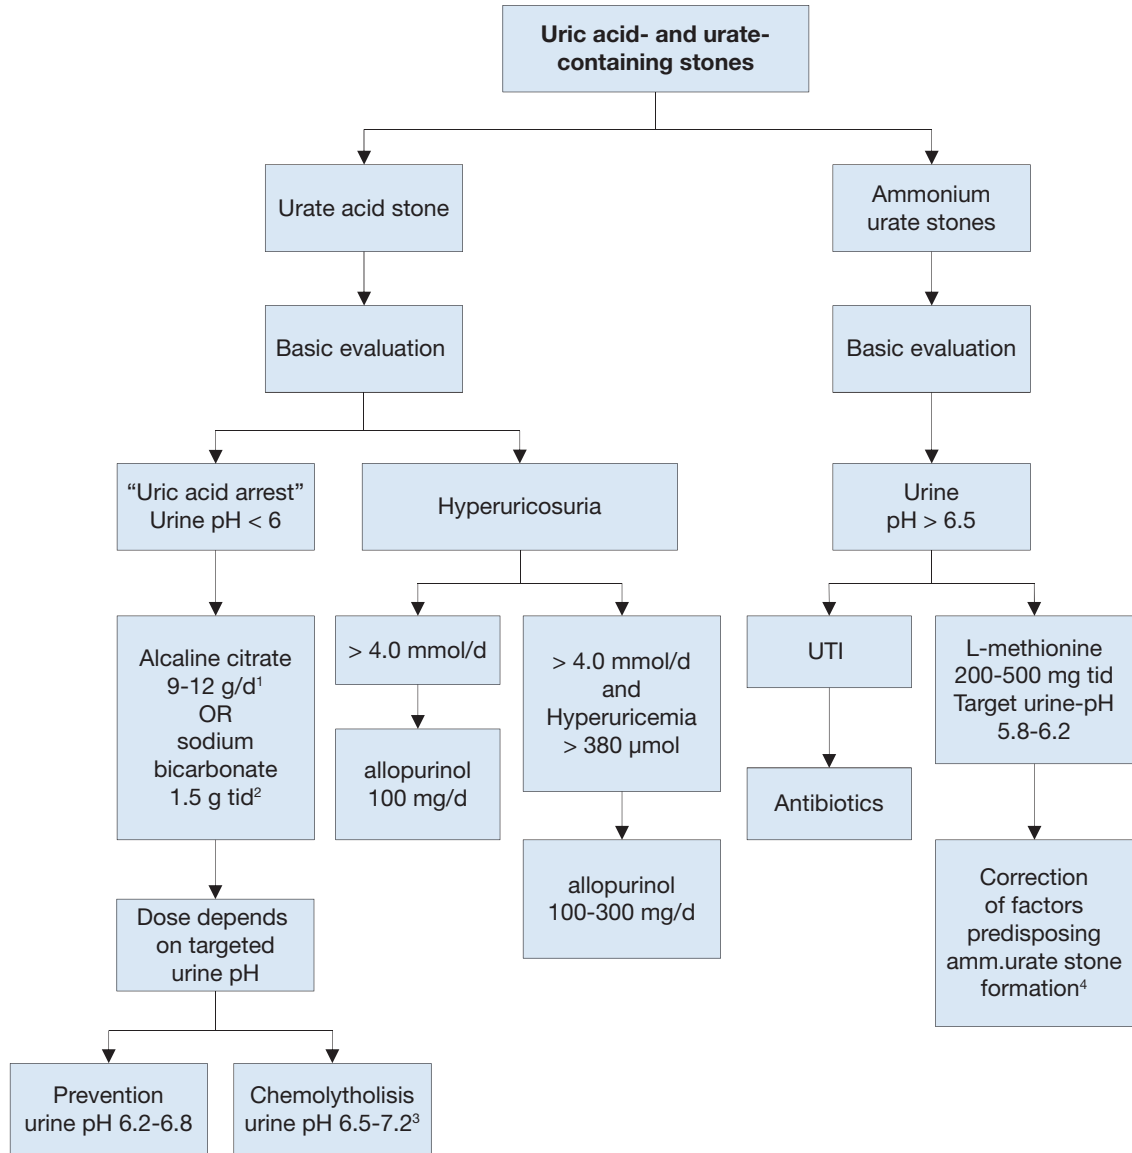 Uric acid- and urate-
containing stones
Urate acid stone
Ammonium
urate stones
Basic evaluation
Basic evaluation
“Uric acid arrest”
Urine pH < 6
Hyperuricosuria
Urine
pH > 6.5
Alcaline citrate
9-12 g/d¹
OR
sodium
bicarbonate
1.5 g tid²
> 4.0 mmol/d
> 4.0 mmol/d
and
Hyperuricemia
> 380 µmol
UTI
L-methionine
200-500 mg tid
Target urine-pH
5.8-6.2
allopurinol
100 mg/d
Antibiotics
allopurinol
100-300 mg/d
Correction
of factors
predisposing
amm.urate stone
formation⁴
Dose depends
on targeted
urine pH
Prevention
urine pH 6.2-6.8
Chemolytholisis
urine pH 6.5-7.2³